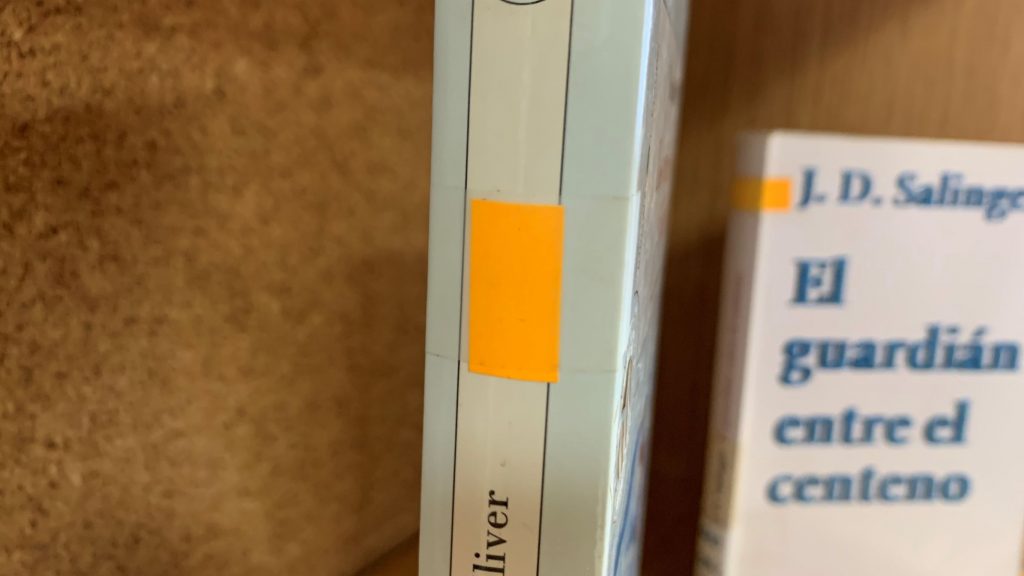 liver
J. D. Salinge
El
guardián
entre el
centeno